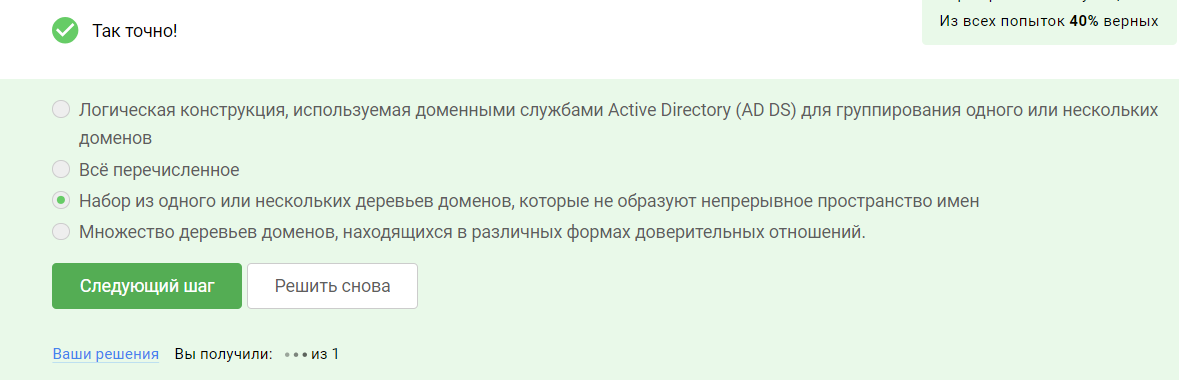 Из всех попыток 40% верных
Так точно!
Логическая конструкция, используемая доменными службами Active Directory (AD DS) для группирования одного или нескольких
доменов
Всё перечисленное
Набор из одного или нескольких деревьев доменов, которые не образуют непрерывное пространство имен
Множество деревьев доменов, находящихся в различных формах доверительных отношений.
Следующий шаг
Решить снова
Ваши решения Вы получили: ••• из 1